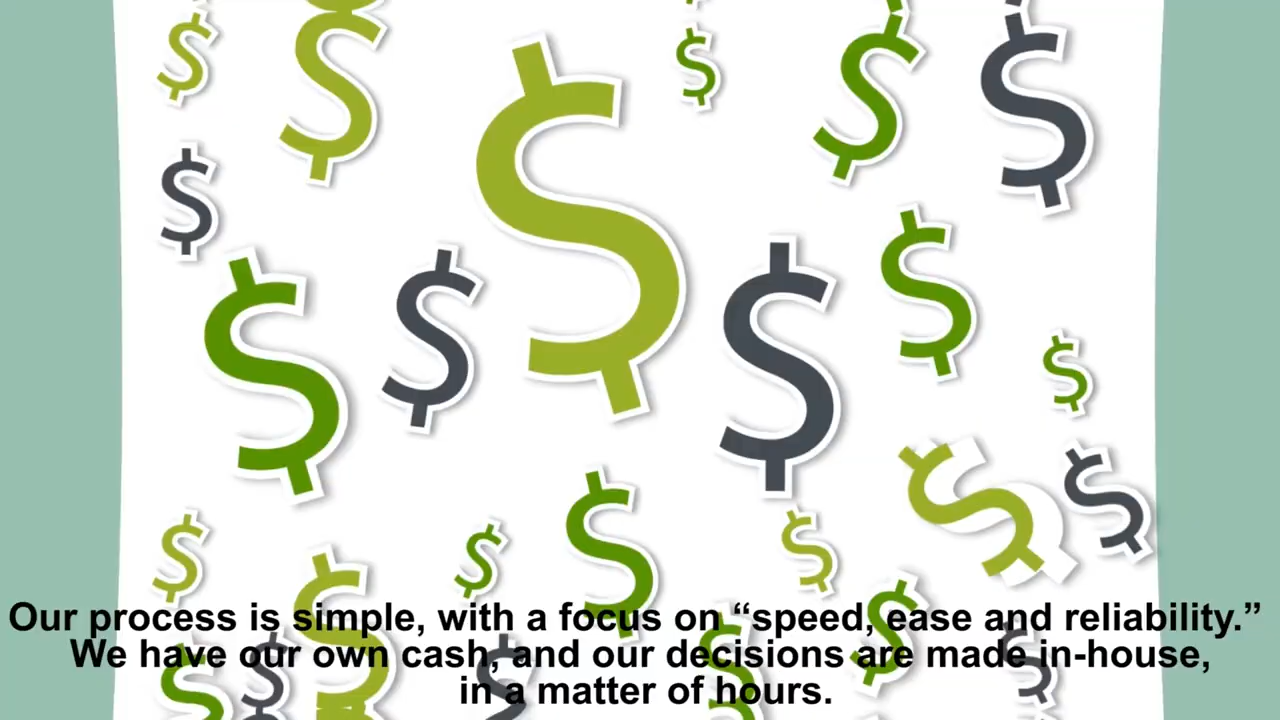 Our process is simple, with a focus on “speed, ease and reliability.”
We have our own cash, and our decisions are made in-house,
in a matter of hours.